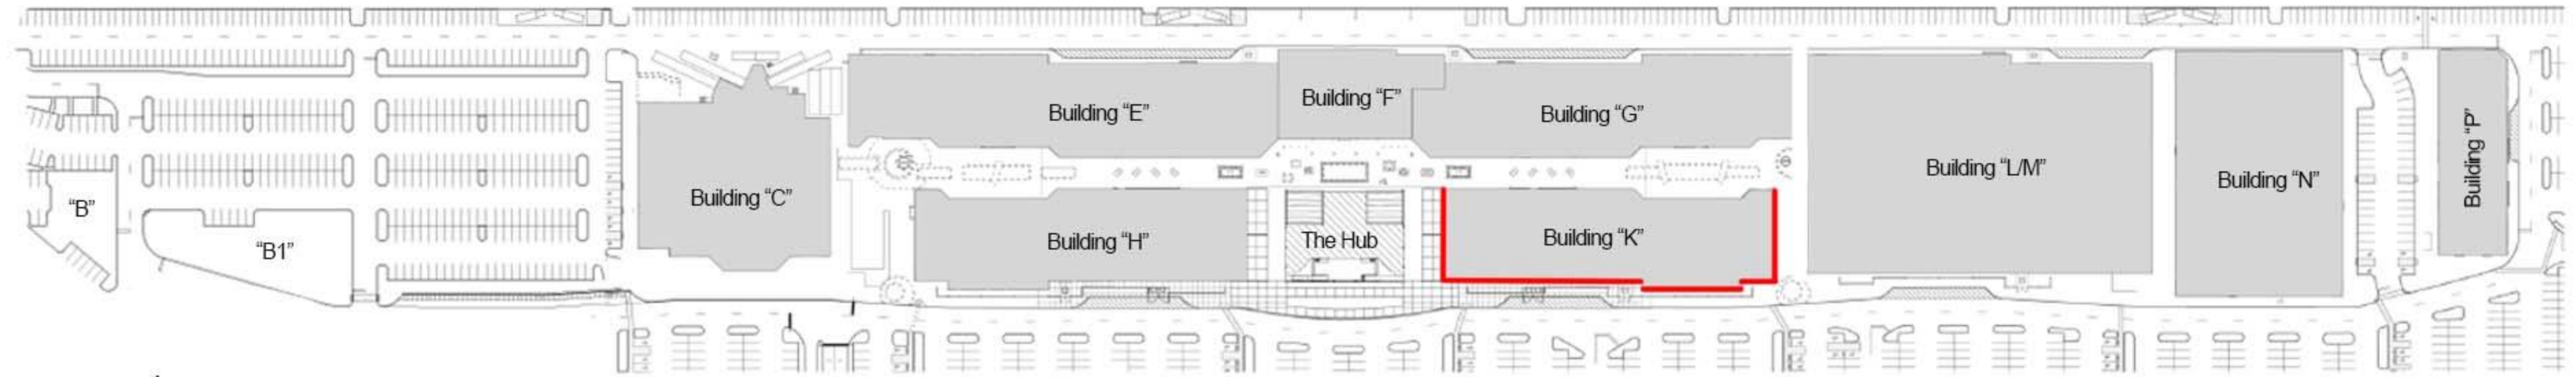 "B"
"B1"
Building "C"
Building "E"
Building "F"
Building "G"
Building "H"
The Hub
Building "K"
Building "L/M"
Building "N"
Building "P"